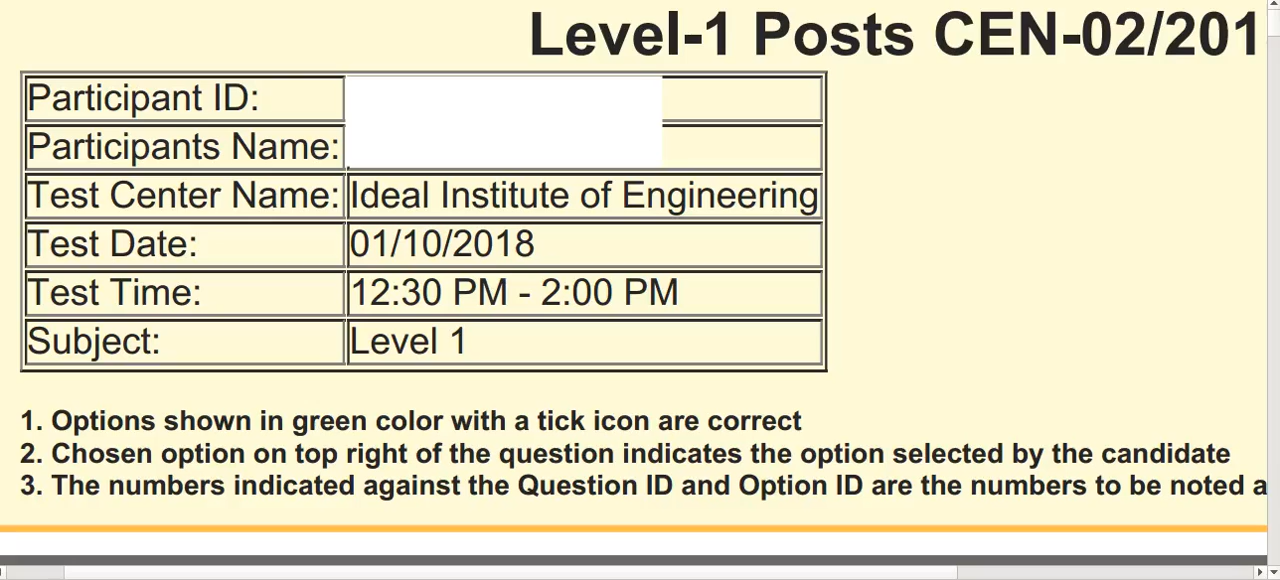 Level-1 Posts CEN-02/201
Participant ID:
Participants Name:
Test Center Name: Ideal Institute of Engineering
Test Date: 01/10/2018
Test Time: 12:30 PM - 2:00 PM
Subject: Level 1
1. Options shown in green color with a tick icon are correct
2. Chosen option on top right of the question indicates the option selected by the candidate
3. The numbers indicated against the Question ID and Option ID are the numbers to be noted a